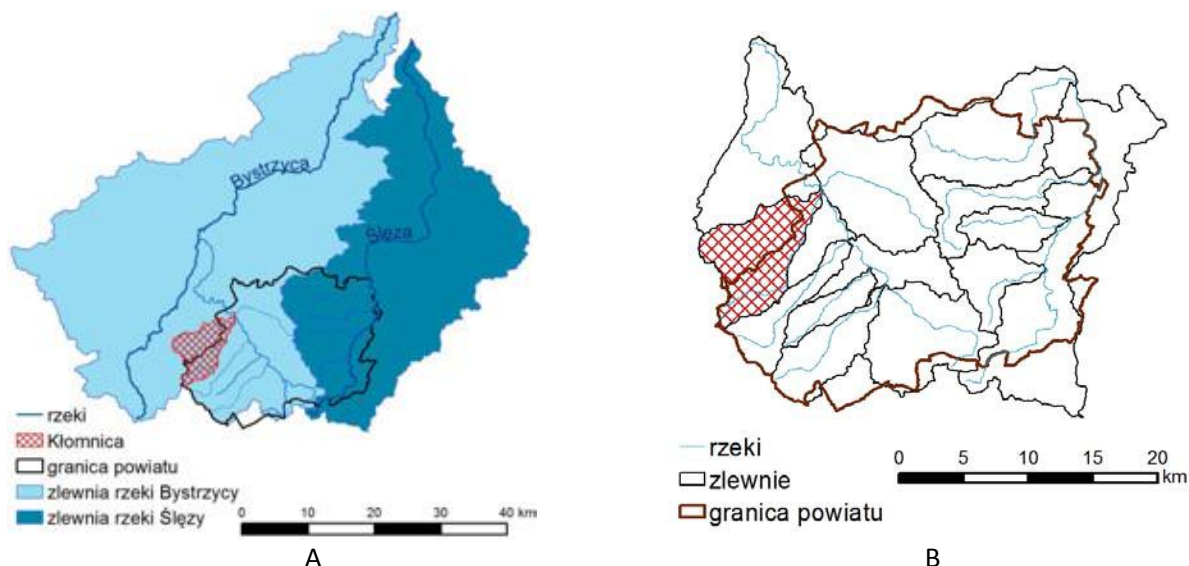 Bystrzyca
Ślęza
rzeki
Kłomnica
granica powiatu
zlewnia rzeki Bystrzycy
zlewnia rzeki Ślęzy
0 10 20 30 40 km
A
rzeki
zlewnie
granica powiatu
0 5 10 15 20 km
B